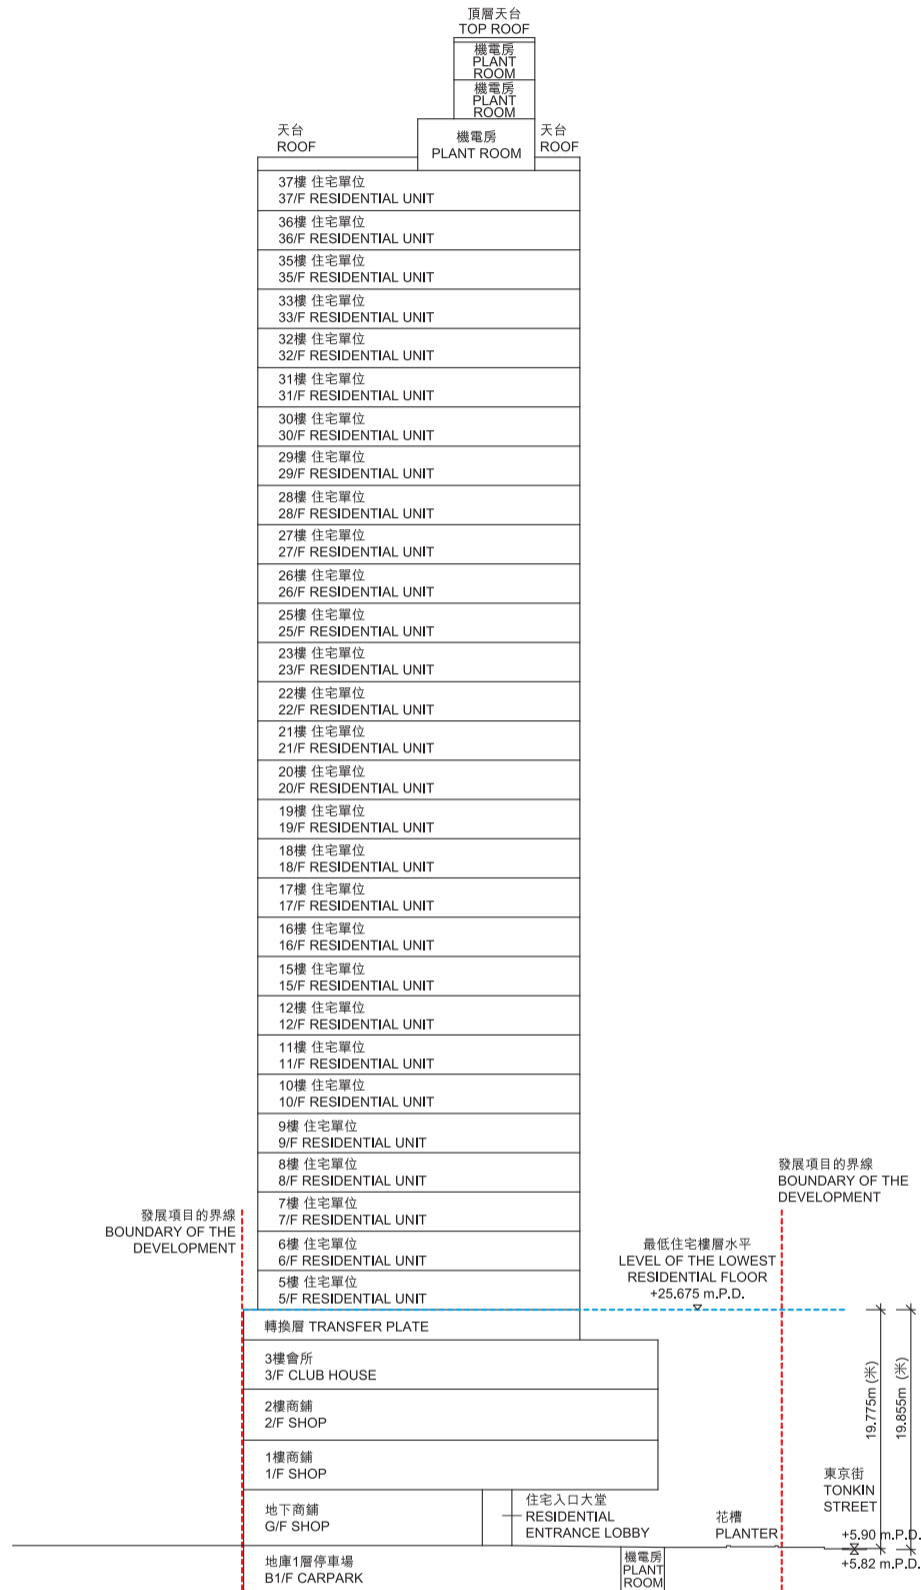 頂層天台
TOP ROOF
機電房
PLANT
ROOM
機電房
PLANT
ROOM
天台
ROOF
機電房
PLANT ROOM
天台
ROOF
37樓 住宅單位
37/F RESIDENTIAL UNIT
36樓 住宅單位
36/F RESIDENTIAL UNIT
35樓 住宅單位
35/F RESIDENTIAL UNIT
33樓 住宅單位
33/F RESIDENTIAL UNIT
32樓 住宅單位
32/F RESIDENTIAL UNIT
31樓 住宅單位
31/F RESIDENTIAL UNIT
30樓 住宅單位
30/F RESIDENTIAL UNIT
29樓 住宅單位
29/F RESIDENTIAL UNIT
28樓 住宅單位
28/F RESIDENTIAL UNIT
27樓 住宅單位
27/F RESIDENTIAL UNIT
26樓 住宅單位
26/F RESIDENTIAL UNIT
25樓 住宅單位
25/F RESIDENTIAL UNIT
23樓 住宅單位
23/F RESIDENTIAL UNIT
22樓 住宅單位
22/F RESIDENTIAL UNIT
21樓 住宅單位
21/F RESIDENTIAL UNIT
20樓 住宅單位
20/F RESIDENTIAL UNIT
19樓 住宅單位
19/F RESIDENTIAL UNIT
18樓 住宅單位
18/F RESIDENTIAL UNIT
17樓 住宅單位
17/F RESIDENTIAL UNIT
16樓 住宅單位
16/F RESIDENTIAL UNIT
15樓 住宅單位
15/F RESIDENTIAL UNIT
12樓 住宅單位
12/F RESIDENTIAL UNIT
11樓 住宅單位
11/F RESIDENTIAL UNIT
10樓 住宅單位
10/F RESIDENTIAL UNIT
9樓 住宅單位
9/F RESIDENTIAL UNIT
8樓 住宅單位
8/F RESIDENTIAL UNIT
7樓 住宅單位
7/F RESIDENTIAL UNIT
6樓 住宅單位
6/F RESIDENTIAL UNIT
5樓 住宅單位
5/F RESIDENTIAL UNIT
發展項目的界線
BOUNDARY OF THE
DEVELOPMENT
發展項目的界線
BOUNDARY OF THE
DEVELOPMENT
最低住宅樓層水平
LEVEL OF THE LOWEST
RESIDENTIAL FLOOR
+25.675 m.P.D.
轉換層 TRANSFER PLATE
3樓會所
3/F CLUB HOUSE
2樓商鋪
2/F SHOP
1樓商鋪
1/F SHOP
地下商鋪
G/F SHOP
住宅入口大堂
RESIDENTIAL
ENTRANCE LOBBY
花槽
PLANTER
19.775m (米)
19.855m (米)
東京街
TONKIN
STREET
+5.90 m.P.D.
+5.82 m.P.D.
地庫1層停車場
B1/F CARPARK
機電房
PLANT
ROOM